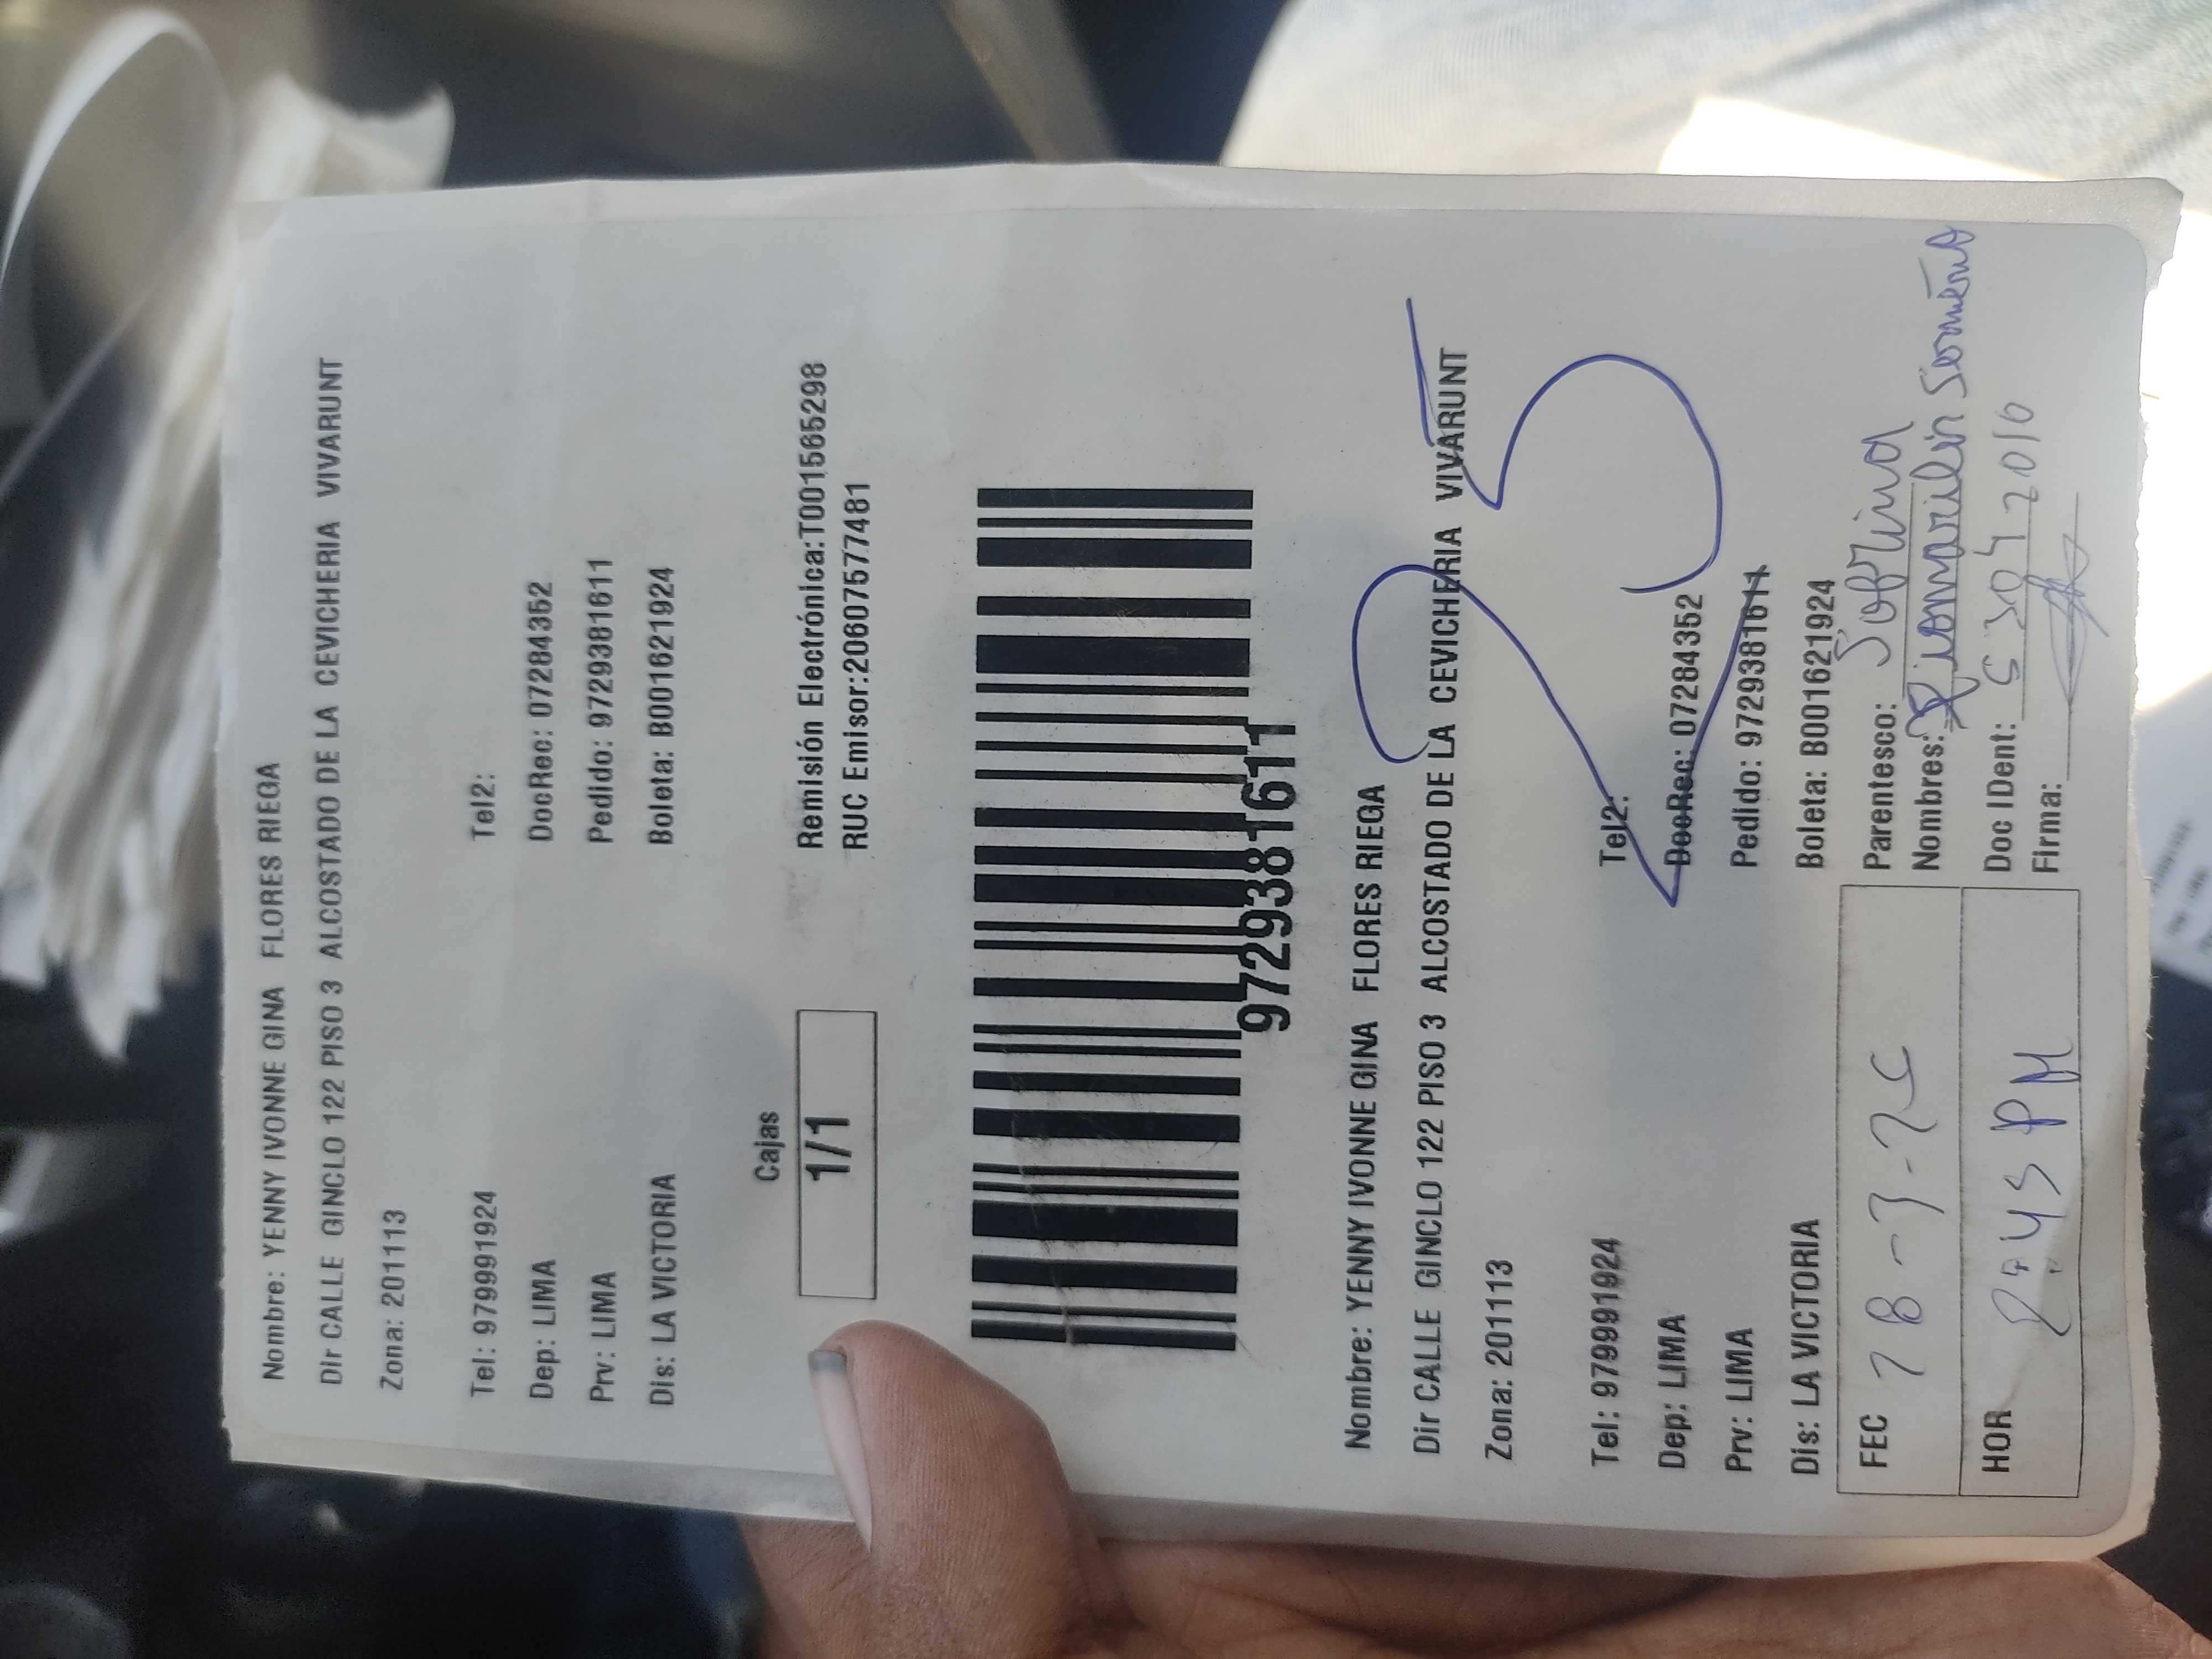 Nombre: YENNY IVONNE GINA FLORES RIEGA
Dir CALLE GINCLO 122 PISO 3 ALCOSTADO DE LA CEVICHERIA VIVARUNT
Zona: 201113
Tel: 979991924 Tel2:
Dep: LIMA DocRec: 07284352
Prv: LIMA Pedido: 9729381611
Dis: LA VICTORIA Boleta: B001621924
Cajas
1/1
Remisión Electrónica:T001565298
RUC Emisor:20607577481
9729381611
Nombre: YENNY IVONNE GINA FLORES RIEGA
Dir CALLE GINCLO 122 PISO 3 ALCOSTADO DE LA CEVICHERIA VIVARUNT
25
Zona: 201113
Tel: 979991924 Tel2:
Dep: LIMA DocRec: 07284352
Prv: LIMA Pedido: 9729381611
Dis: LA VICTORIA Boleta: B001621924
FEC
Parentesco: Sobrina
Nombres:
HOR 2:45 PM
Doc IDent:
Firma: